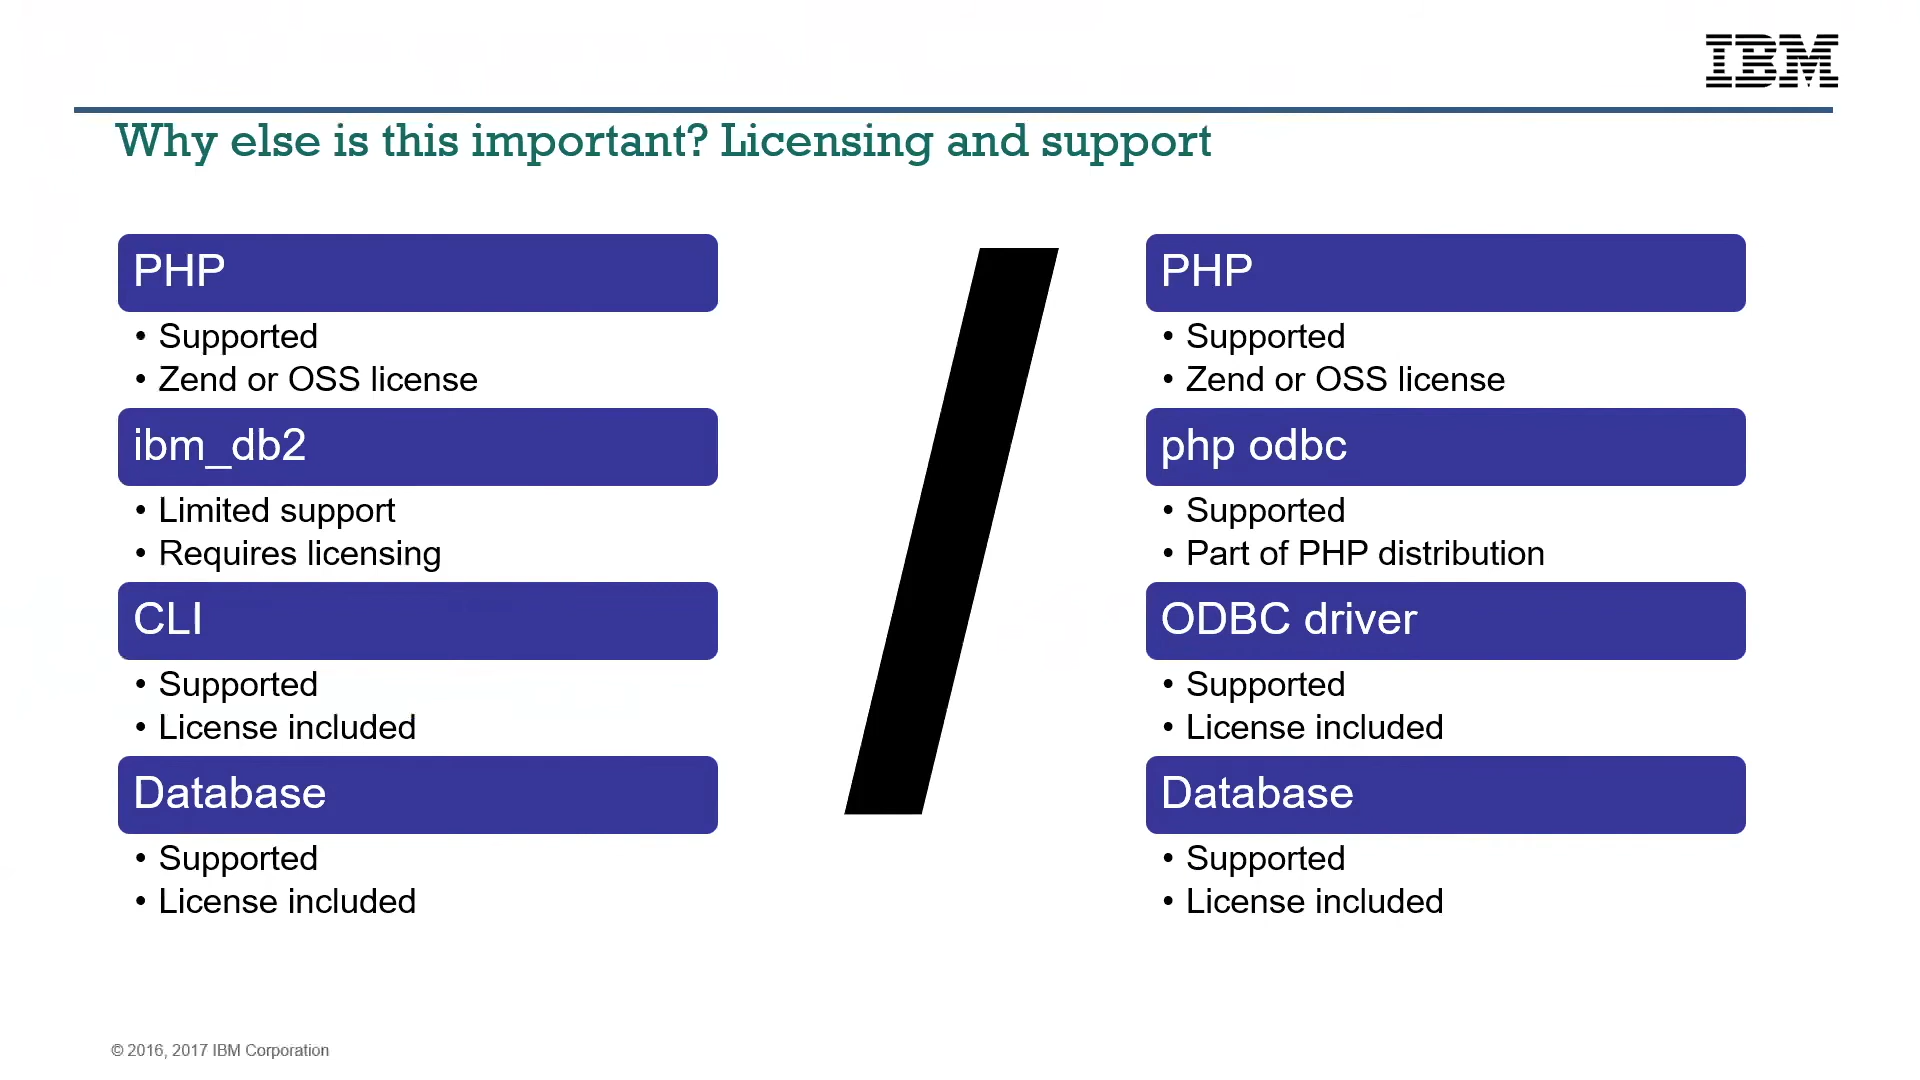 IBM
Why else is this important? Licensing and support
PHP
• Supported
• Zend or OSS license
ibm_db2
• Limited support
• Requires licensing
CLI
• Supported
• License included
Database
• Supported
• License included
/
PHP
• Supported
• Zend or OSS license
php odbc
• Supported
• Part of PHP distribution
ODBC driver
• Supported
• License included
Database
• Supported
• License included
© 2016, 2017 IBM Corporation